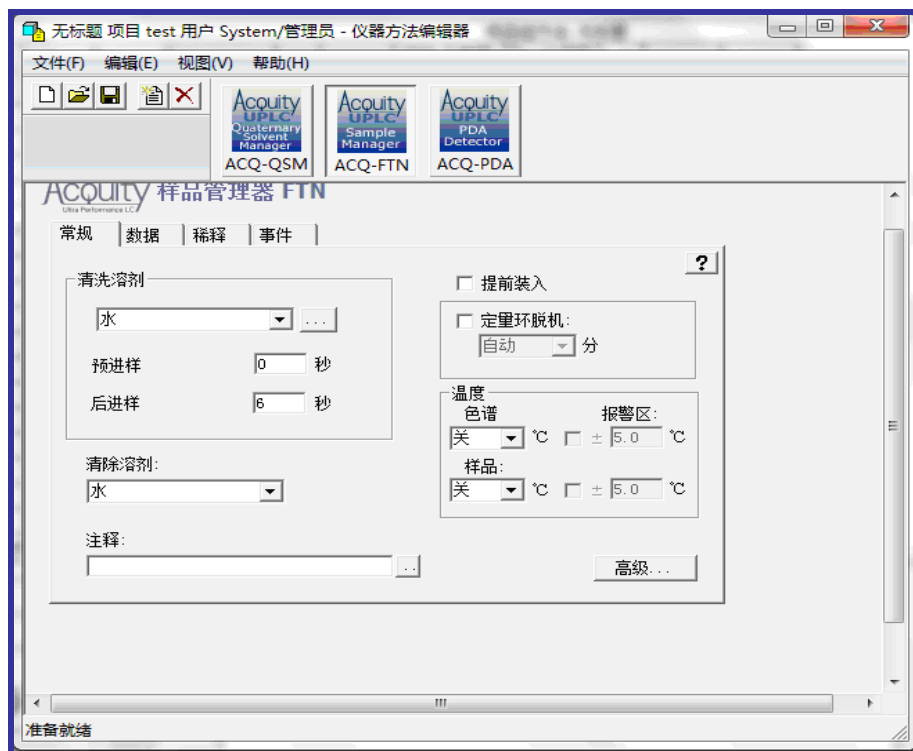 无标题 项目 test 用户 System/管理员 - 仪器方法编辑器
文件(F) 编辑(E) 视图(V) 帮助(H)
Acquity UPLC Quaternary Solvent Manager
ACQ-QSM
Acquity UPLC Sample Manager
ACQ-FTN
Acquity UPLC PDA Detector
ACQ-PDA
Acquity 样品管理器 FTN
Ultra Performance LC
常规 数据 稀释 事件
?
清洗溶剂
水 ...
预进样 0 秒
后进样 6 秒
清除溶剂:
水
注释:
..
提前装入
定量环脱机:
自动 分
温度
色谱 报警区:
关 ℃ ± 5.0 ℃
样品:
关 ℃ ± 5.0 ℃
高级...
准备就绪